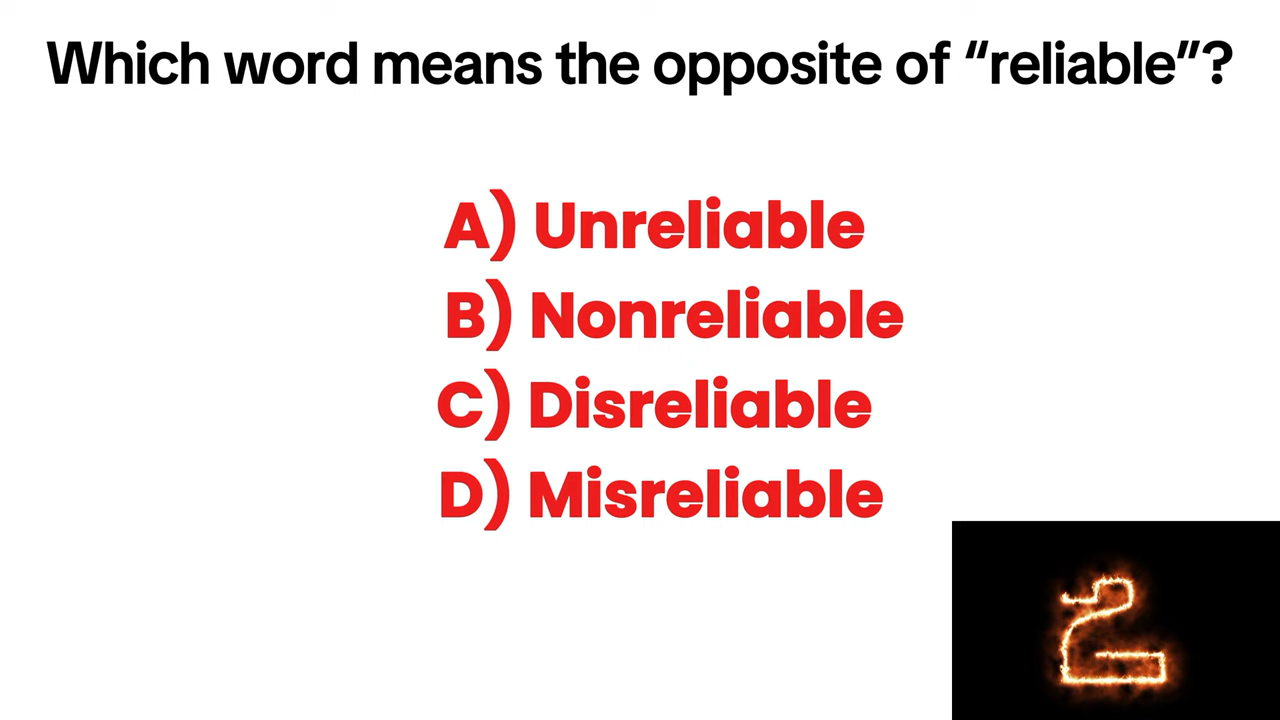 Which word means the opposite of “reliable”?
A) Unreliable
B) Nonreliable
C) Disreliable
D) Misreliable
2